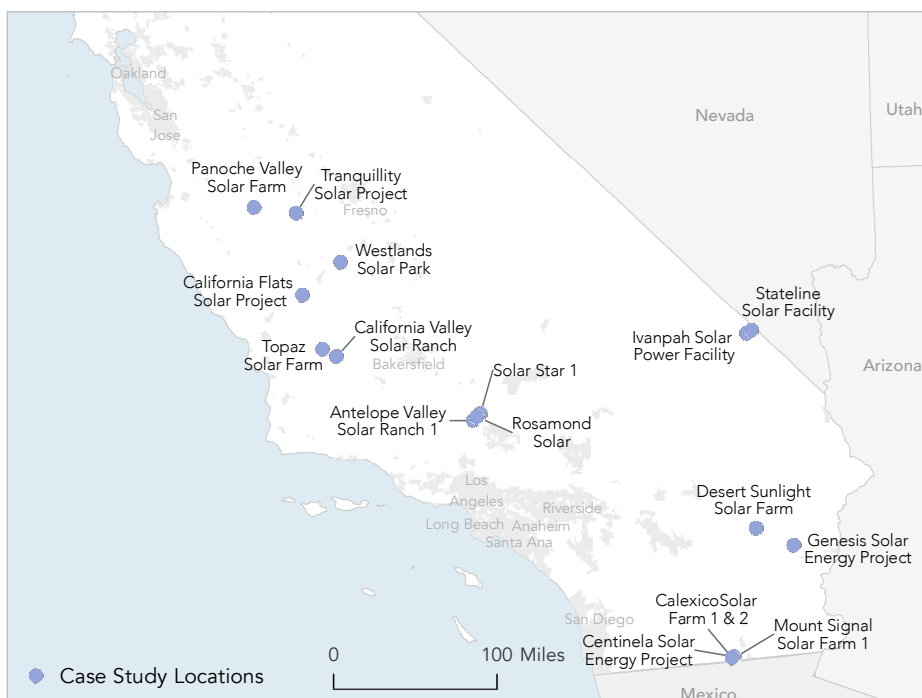 Oakland
Nevada
Utah
San
Jose
Panoche Valley
Solar Farm
Tranquillity
Solar Project
Fresno
Westlands
Solar Park
California Flats
Solar Project
Stateline
Solar Facility
Ivanpah Solar
Power Facility
California Valley
Solar Ranch
Topaz
Solar Farm
Bakersfield
Arizona
Solar Star 1
Antelope Valley
Solar Ranch 1
Rosamond
Solar
Los
Angeles
Long Beach
Riverside
Anaheim
Santa Ana
Desert Sunlight
Solar Farm
Genesis Solar
Energy Project
CalexicoSolar
Farm 1 & 2
San Diego
Mount Signal
Solar Farm 1
Centinela Solar
Energy Project
0 100 Miles
Case Study Locations
Mexico